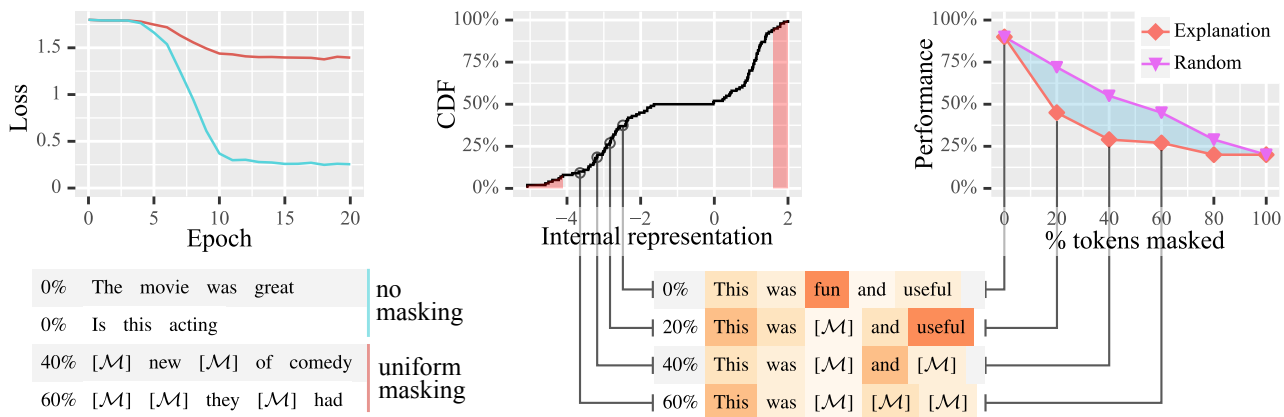 Loss
1.5
1
0.5
0
0 5 10 15 20
Epoch
CDF
100%
75%
50%
25%
0%
−4 −2 0 2
Internal representation
Performance
100%
75%
50%
25%
0%
0 20 40 60 80 100
% tokens masked
Explanation
Random
0% The movie was great
0% Is this acting
no
masking
40% [ℳ] new [ℳ] of comedy
60% [ℳ] [ℳ] they [ℳ] had
uniform
masking
0% This was fun and useful
20% This was [ℳ] and useful
40% This was [ℳ] and [ℳ]
60% This was [ℳ] [ℳ] [ℳ]